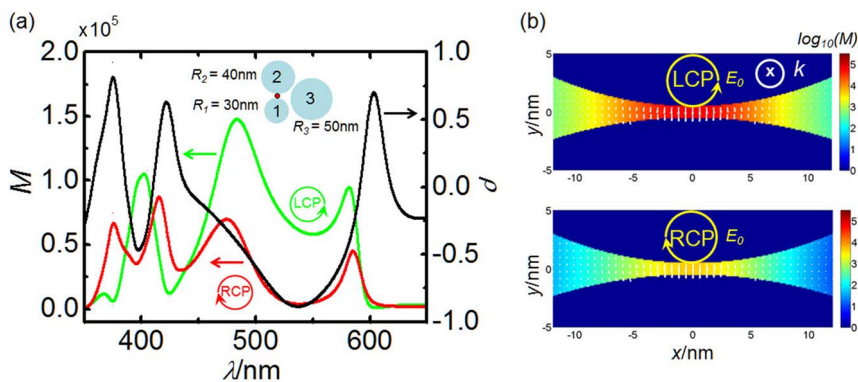 (a)
×10⁵
2.0
1.5
1.0
0.5
0.0
M
400
500
600
λ/nm
1.0
0.5
0.0
-0.5
-1.0
ρ
R₂ = 40nm
R₁ = 30nm
R₃ = 50nm
2
1
3
LCP
RCP
(b)
log₁₀(M)
LCP E₀ x k
5
0
-5
y/nm
-10 -5 0 5 10
5
4
3
2
1
0
RCP E₀
5
0
-5
y/nm
-10 -5 0 5 10
x/nm
5
4
3
2
1
0